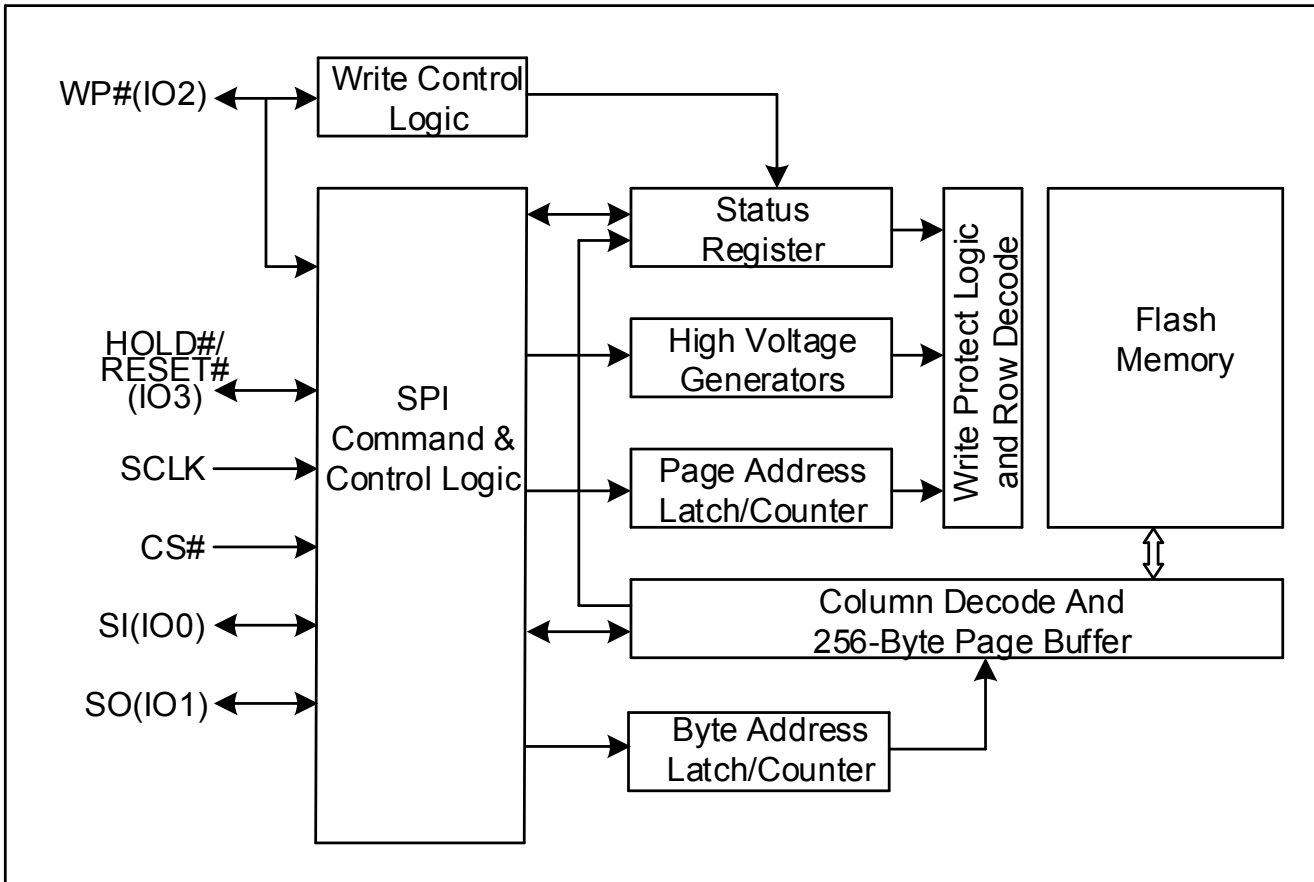 WP#(IO2)
Write Control
Logic
Status
Register
HOLD#/
RESET#
(IO3)
SCLK
CS#
SI(IO0)
SO(IO1)
SPI
Command &
Control Logic
High Voltage
Generators
Page Address
Latch/Counter
Write Protect Logic
and Row Decode
Flash
Memory
Column Decode And
256-Byte Page Buffer
Byte Address
Latch/Counter